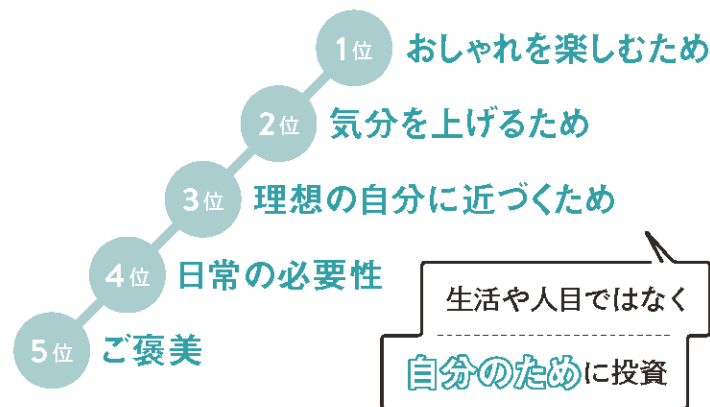 1位 おしゃれを楽しむため
2位 気分を上げるため
3位 理想の自分に近づくため
4位 日常の必要性
5位 ご褒美
生活や人目ではなく
自分のために投資